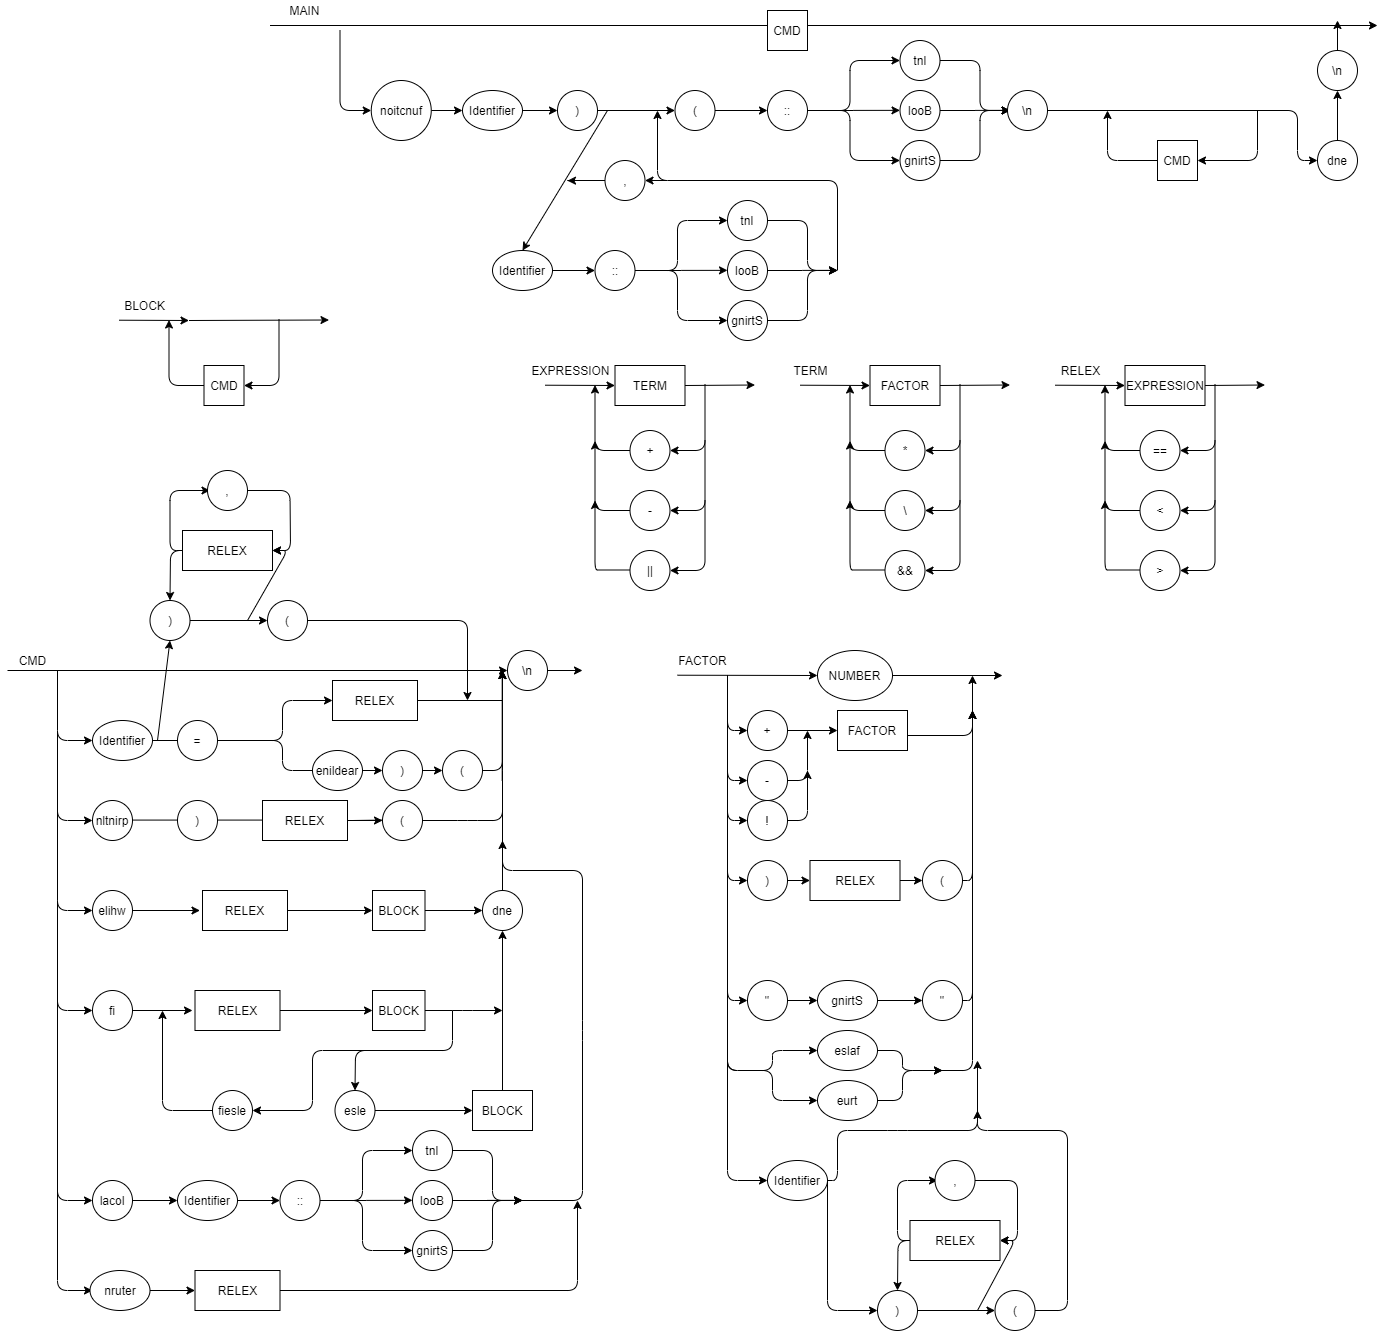 MAIN
CMD
noitcnuf Identifier ) ( :: tnI \n
looB
gnirtS
CMD
dne
\n
,
Identifier :: tnI
looB
gnirtS
BLOCK
CMD
EXPRESSION
TERM
+
-
||
TERM
FACTOR
*
\
&&
RELEX
EXPRESSION
==
<
>
,
RELEX
) (
CMD
\n
Identifier = RELEX
enildear ) (
nltnirp ) RELEX (
elihw RELEX BLOCK dne
fi RELEX BLOCK
fiesle esle BLOCK
lacol Identifier :: tnI
looB
gnirtS
nruter RELEX
FACTOR
NUMBER
+ FACTOR
-
!
) RELEX (
" gnirtS "
eslaf
eurt
Identifier
,
RELEX
) (